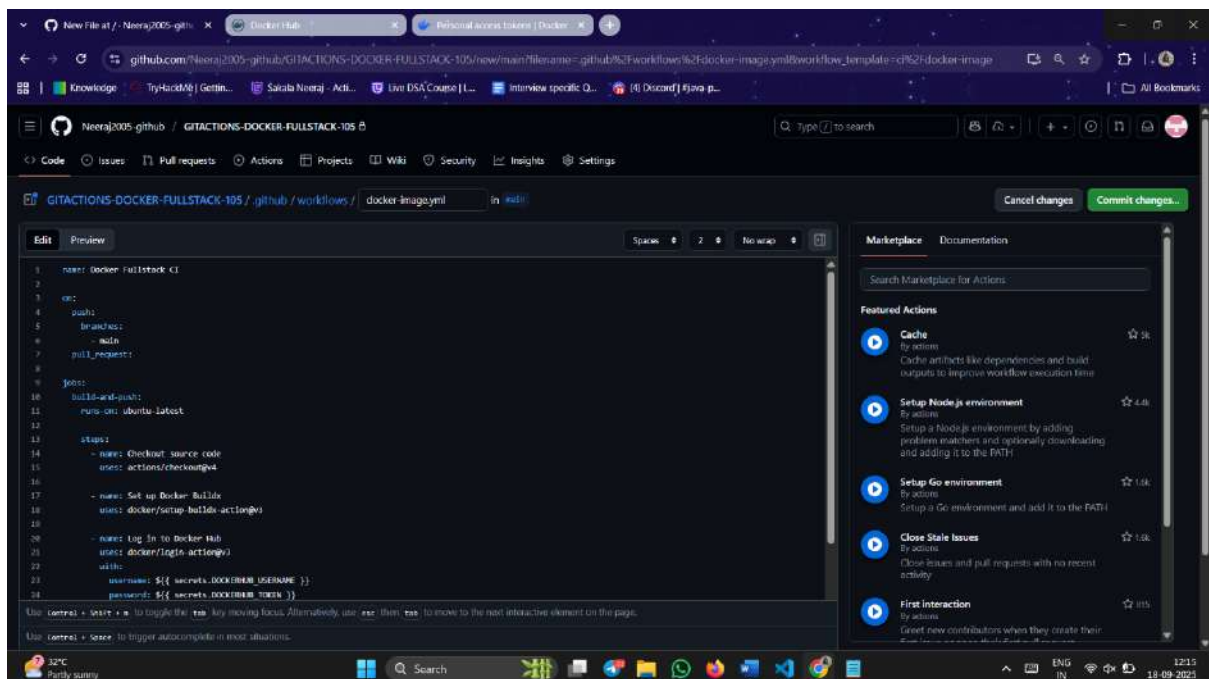 New File at / · Neeraj2005-gith
Docker Hub
Personal access tokens | Docker
github.com/Neeraj2005-github/GITACTIONS-DOCKER-FULLSTACK-105/new/main?filename=.github%2Fworkflows%2Fdocker-image.yml&workflow_template=ci%2Fdocker-image
Knowledge
TryHackMe | Gettin...
Sakala Neeraj - Acti...
Live DSA Course | L...
Interview specific Q...
(4) Discord | #java-p...
All Bookmarks
Neeraj2005-github / GITACTIONS-DOCKER-FULLSTACK-105
Type / to search
Code
Issues
Pull requests
Actions
Projects
Wiki
Security
Insights
Settings
GITACTIONS-DOCKER-FULLSTACK-105 / .github / workflows / docker-image.yml in main
Cancel changes
Commit changes...
Edit
Preview
Spaces
2
No wrap
1 name: Docker Fullstack CI
2
3 on:
4 push:
5 branches:
6 - main
7 pull_request:
8
9 jobs:
10 build-and-push:
11 runs-on: ubuntu-latest
12
13 steps:
14 - name: Checkout source code
15 uses: actions/checkout@v4
16
17 - name: Set up Docker Buildx
18 uses: docker/setup-buildx-action@v3
19
20 - name: Log in to Docker Hub
21 uses: docker/login-action@v3
22 with:
23 username: ${{ secrets.DOCKERHUB_USERNAME }}
24 password: ${{ secrets.DOCKERHUB_TOKEN }}
Use Control + Shift + m to toggle the tab key moving focus. Alternatively, use esc then tab to move to the next interactive element on the page.
Use Control + Space to trigger autocomplete in most situations.
Marketplace
Documentation
Search Marketplace for Actions
Featured Actions
Cache
By actions
5k
Cache artifacts like dependencies and build
outputs to improve workflow execution time
Setup Node.js environment
4.4k
By actions
Setup a Node.js environment by adding
problem matchers and optionally downloading
and adding it to the PATH
Setup Go environment
1.6k
By actions
Setup a Go environment and add it to the PATH
Close Stale Issues
1.6k
By actions
Close issues and pull requests with no recent
activity
First interaction
By actions
Greet new contributors when they create their
32°C
Partly sunny
Search
ENG
IN
12:15
18-09-2025